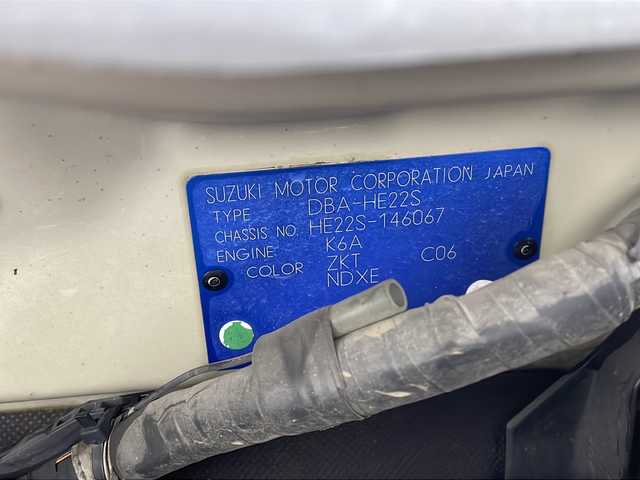 SUZUKI MOTOR CORPORATION JAPAN
TYPE DBA-HE22S
CHASSIS NO. HE22S-146067
ENGINE K6A
COLOR ZKT C06
NDXE